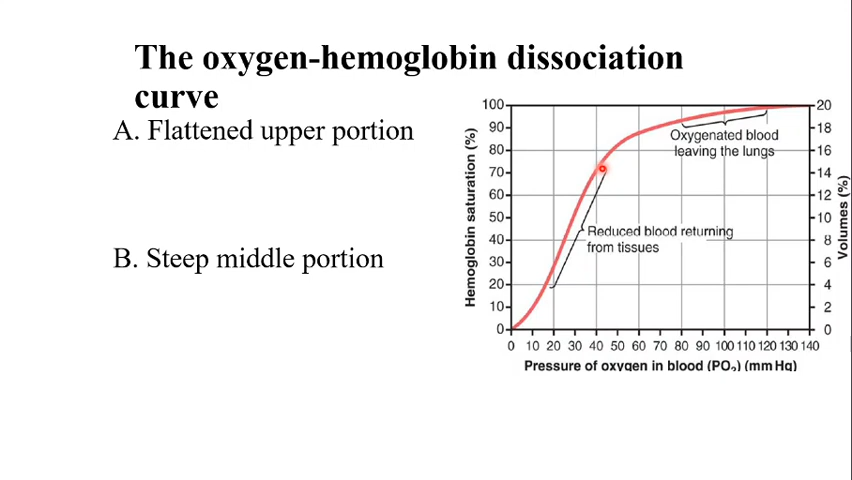 The oxygen-hemoglobin dissociation
curve
A. Flattened upper portion
B. Steep middle portion
100
90
80
70
60
50
40
30
20
10
0
Hemoglobin saturation (%)
Oxygenated blood
leaving the lungs
Reduced blood returning
from tissues
20
18
16
14
12
10
8
6
4
2
0
Volumes (%)
0 10 20 30 40 50 60 70 80 90 100 110 120 130 140
Pressure of oxygen in blood (PO₂) (mm Hg)